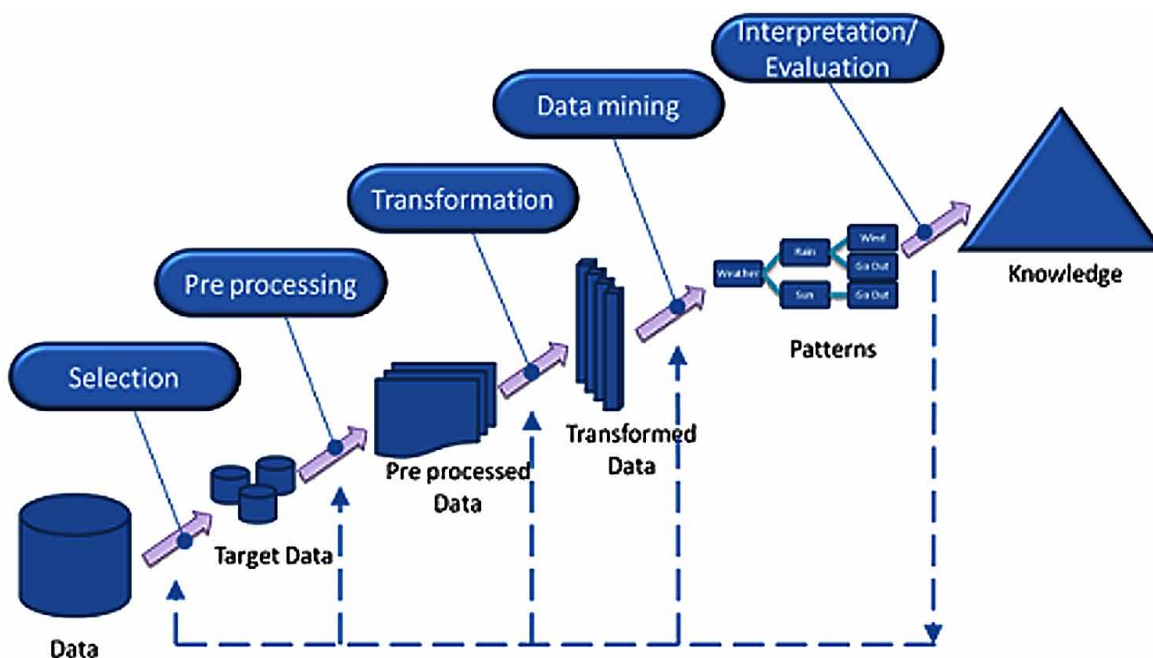 Interpretation/
Evaluation
Data mining
Transformation
Pre processing
Selection
Weather
Rain
Sun
Wind
Go Out
Go Out
Knowledge
Patterns
Transformed
Data
Pre processed
Data
Target Data
Data